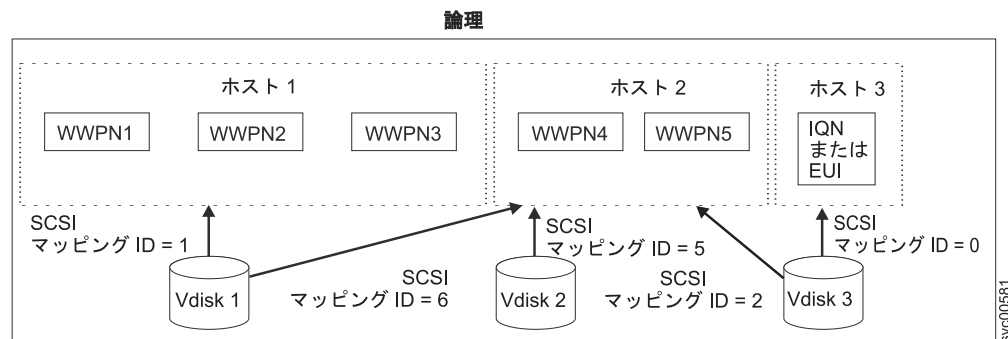 論理
ホスト 1
ホスト 2
ホスト 3
WWPN1
WWPN2
WWPN3
WWPN4
WWPN5
IQN
または
EUI
SCSI
マッピング ID = 1
SCSI
マッピング ID = 6
SCSI
マッピング ID = 5
SCSI
マッピング ID = 2
SCSI
マッピング ID = 0
Vdisk 1
Vdisk 2
Vdisk 3
svc00581